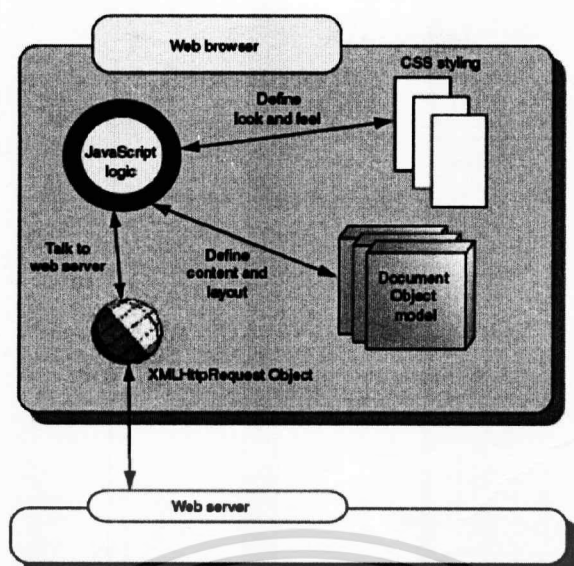 Web browser
CSS styling
Define
look and feel
JavaScript
logic
Talk to
web server
Define
content and
layout
Document
Object
model
XMLHttpRequest Object
Web server